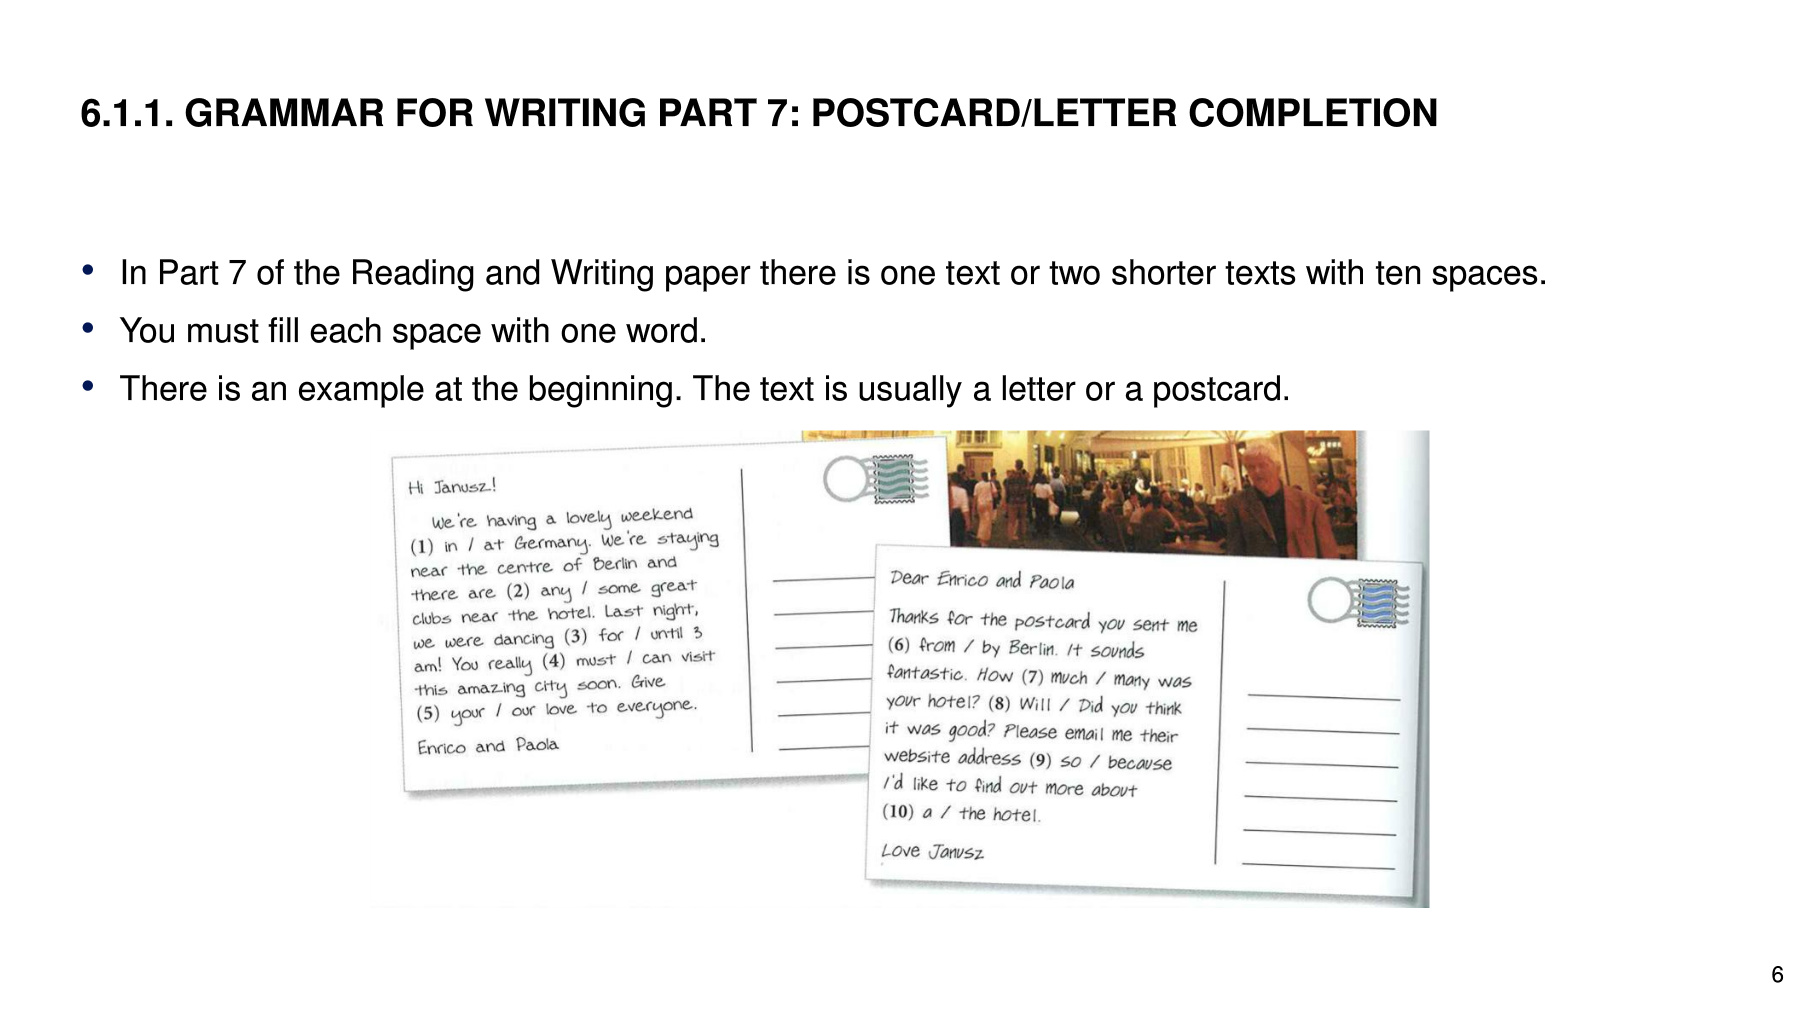 6.1.1. GRAMMAR FOR WRITING PART 7: POSTCARD/LETTER COMPLETION
• In Part 7 of the Reading and Writing paper there is one text or two shorter texts with ten spaces.
• You must fill each space with one word.
• There is an example at the beginning. The text is usually a letter or a postcard.
Hi Janusz!
We're having a lovely weekend
(1) in / at Germany. We're staying
near the centre of Berlin and
there are (2) any / some great
clubs near the hotel. Last night,
we were dancing (3) for / until 3
am! You really (4) must / can visit
this amazing city soon. Give
(5) your / our love to everyone.
Enrico and Paola
Dear Enrico and Paola
Thanks for the postcard you sent me
(6) from / by Berlin. It sounds
fantastic. How (7) much / many was
your hotel? (8) Will / Did you think
it was good? Please email me their
website address (9) so / because
I'd like to find out more about
(10) a / the hotel.
Love Janusz
6